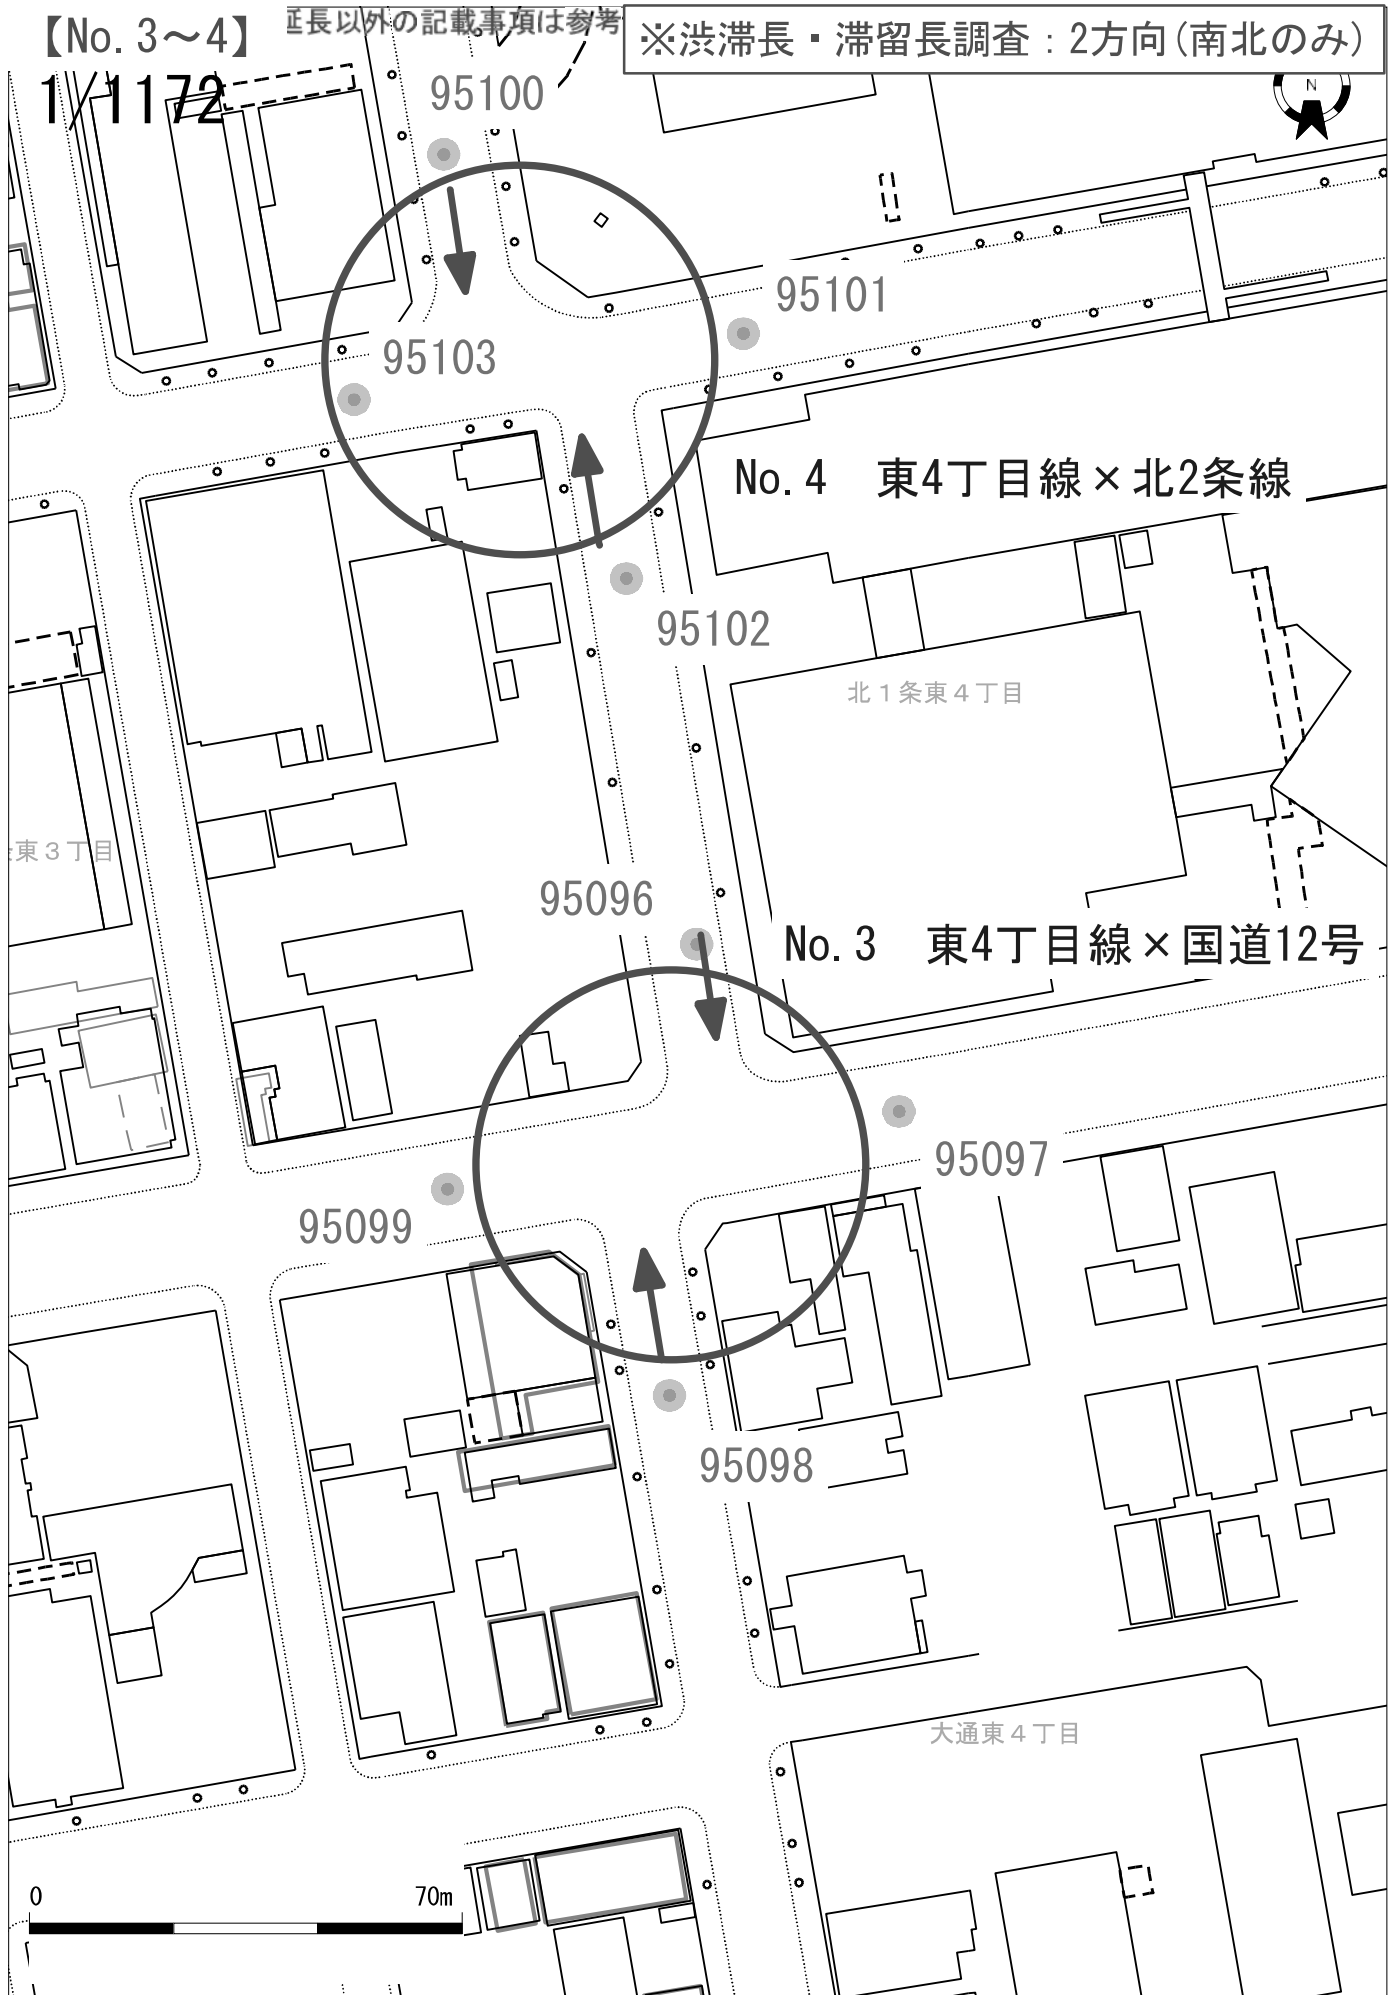 【No.3～4】
延長以外の記載事項は参考
※渋滞長・滞留長調査：2方向(南北のみ)
1/1172
95100
N
95101
95103
No.4　東4丁目線×北2条線
95102
北１条東４丁目
東３丁目
95096
No.3　東4丁目線×国道12号
95097
95099
95098
大通東４丁目
0　70m